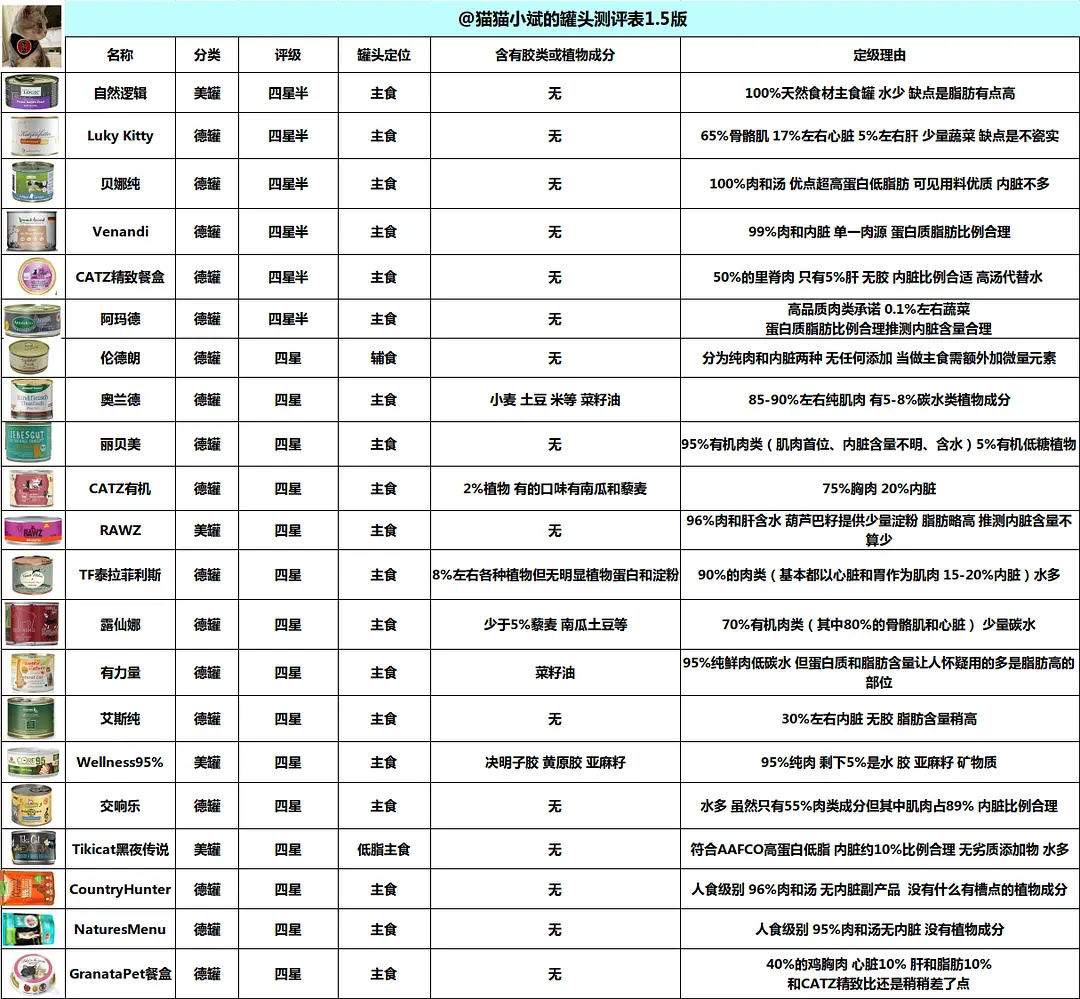 @猫猫小斌的罐头测评表1.5版
名称 分类 评级 罐头定位 含有胶类或植物成分 定级理由
自然逻辑 美罐 四星半 主食 无 100%天然食材主食罐 水少 缺点是脂肪有点高
Luky Kitty 德罐 四星半 主食 无 65%骨骼肌 17%左右心脏 5%左右肝 少量蔬菜 缺点是不瓷实
贝娜纯 德罐 四星半 主食 无 100%肉和汤 优点超高蛋白低脂肪 可见用料优质 内脏不多
Venandi 德罐 四星半 主食 无 99%肉和内脏 单一肉源 蛋白质脂肪比例合理
CATZ精致餐盒 德罐 四星半 主食 无 50%的里脊肉 只有5%肝 无胶 内脏比例合适 高汤代替水
阿玛德 德罐 四星半 主食 无 高品质肉类承诺 0.1%左右蔬菜
蛋白质脂肪比例合理推测内脏含量合理
伦德朗 德罐 四星 辅食 无 分为纯肉和内脏两种 无任何添加 当做主食需额外加微量元素
奥兰德 德罐 四星 主食 小麦 土豆 米等 菜籽油 85-90%左右纯肌肉 有5-8%碳水类植物成分
丽贝美 德罐 四星 主食 无 95%有机肉类（肌肉首位、内脏含量不明、含水）5%有机低糖植物
CATZ有机 德罐 四星 主食 2%植物 有的口味有南瓜和藜麦 75%胸肉 20%内脏
RAWZ 美罐 四星 主食 无 96%肉和肝含水 葫芦巴籽提供少量淀粉 脂肪略高 推测内脏含量不
算少
TF泰拉菲利斯 德罐 四星 主食 8%左右各种植物但无明显植物蛋白和淀粉 90%的肉类（基本都以心脏和胃作为肌肉 15-20%内脏）水多
露仙娜 德罐 四星 主食 少于5%藜麦 南瓜土豆等 70%有机肉类（其中80%的骨骼肌和心脏） 少量碳水
有力量 德罐 四星 主食 菜籽油 95%纯鲜肉低碳水 但蛋白质和脂肪含量让人怀疑用的多是脂肪高的
部位
艾斯纯 德罐 四星 主食 无 30%左右内脏 无胶 脂肪含量稍高
Wellness95% 美罐 四星 主食 决明子胶 黄原胶 亚麻籽 95%纯肉 剩下5%是水 胶 亚麻籽 矿物质
交响乐 德罐 四星 主食 无 水多 虽然只有55%肉类成分但其中肌肉占89% 内脏比例合理
Tikicat黑夜传说 美罐 四星 低脂主食 无 符合AAFCO高蛋白低脂 内脏约10%比例合理 无劣质添加物 水多
CountryHunter 德罐 四星 主食 无 人食级别 96%肉和汤 无内脏副产品 没有什么有槽点的植物成分
NaturesMenu 德罐 四星 主食 无 人食级别 95%肉和汤无内脏 没有植物成分
GranataPet餐盒 德罐 四星 主食 无 40%的鸡胸肉 心脏10% 肝和脂肪10%
和CATZ精致比还是稍稍差了点